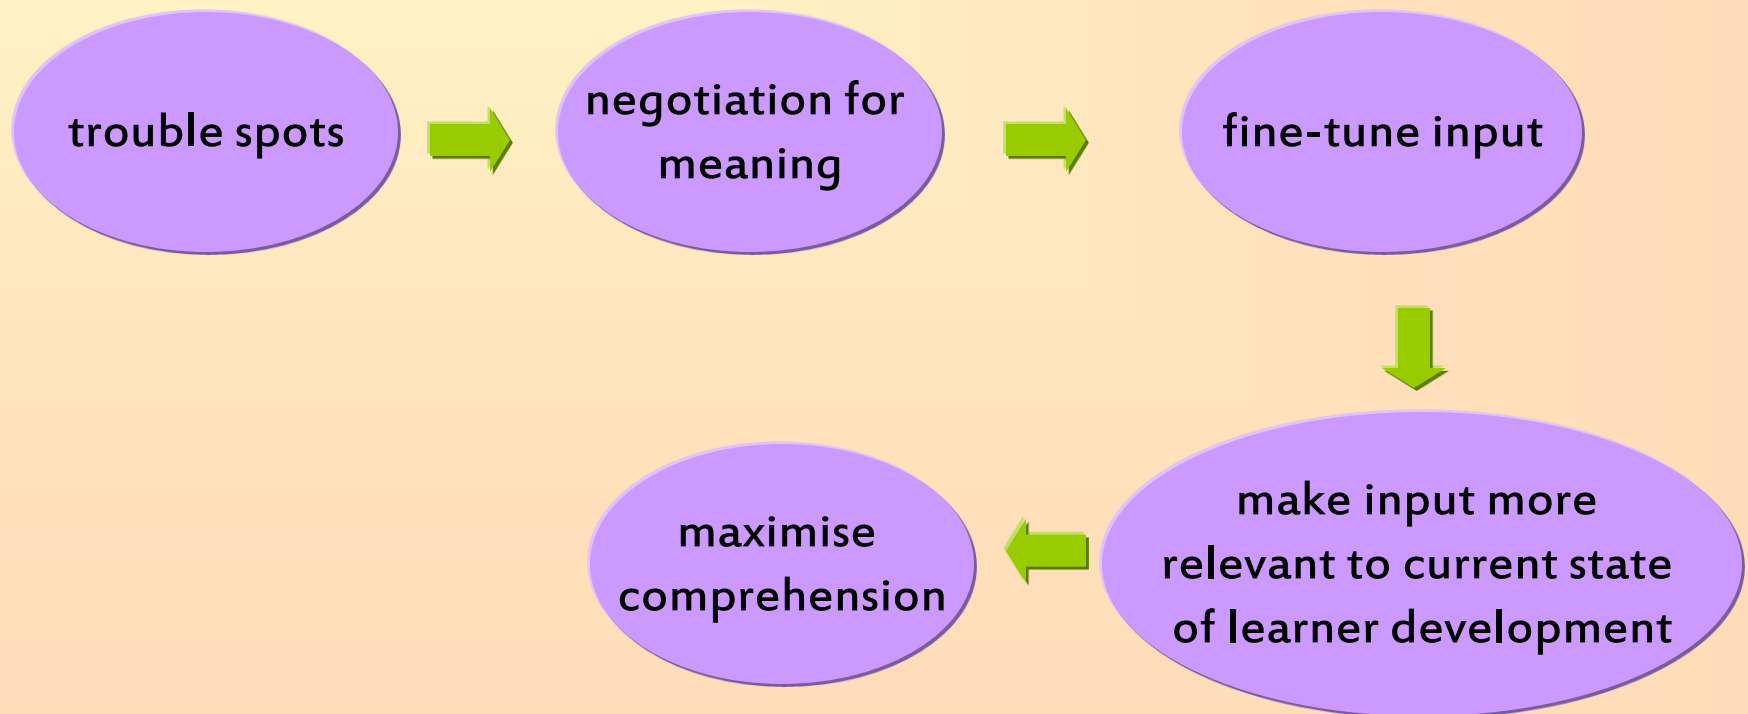 trouble spots
negotiation for
meaning
fine-tune input
make input more
relevant to current state
of learner development
maximise
comprehension